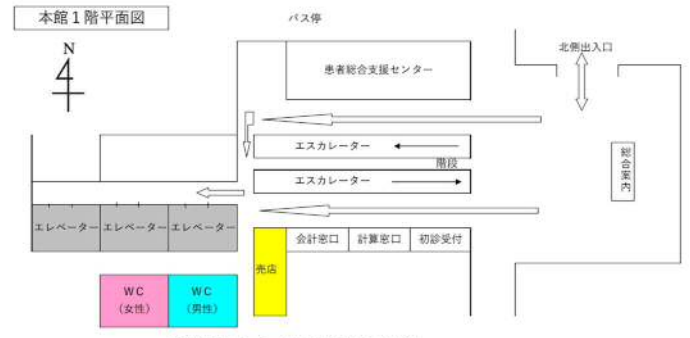 本館１階平面図
バス停
N
北側出入口
患者総合支援センター
エスカレーター
階段
エスカレーター
総合案内
エレベーター
エレベーター
エレベーター
会計窓口
計算窓口
初診受付
売店
ＷＣ
（女性）
ＷＣ
（男性）